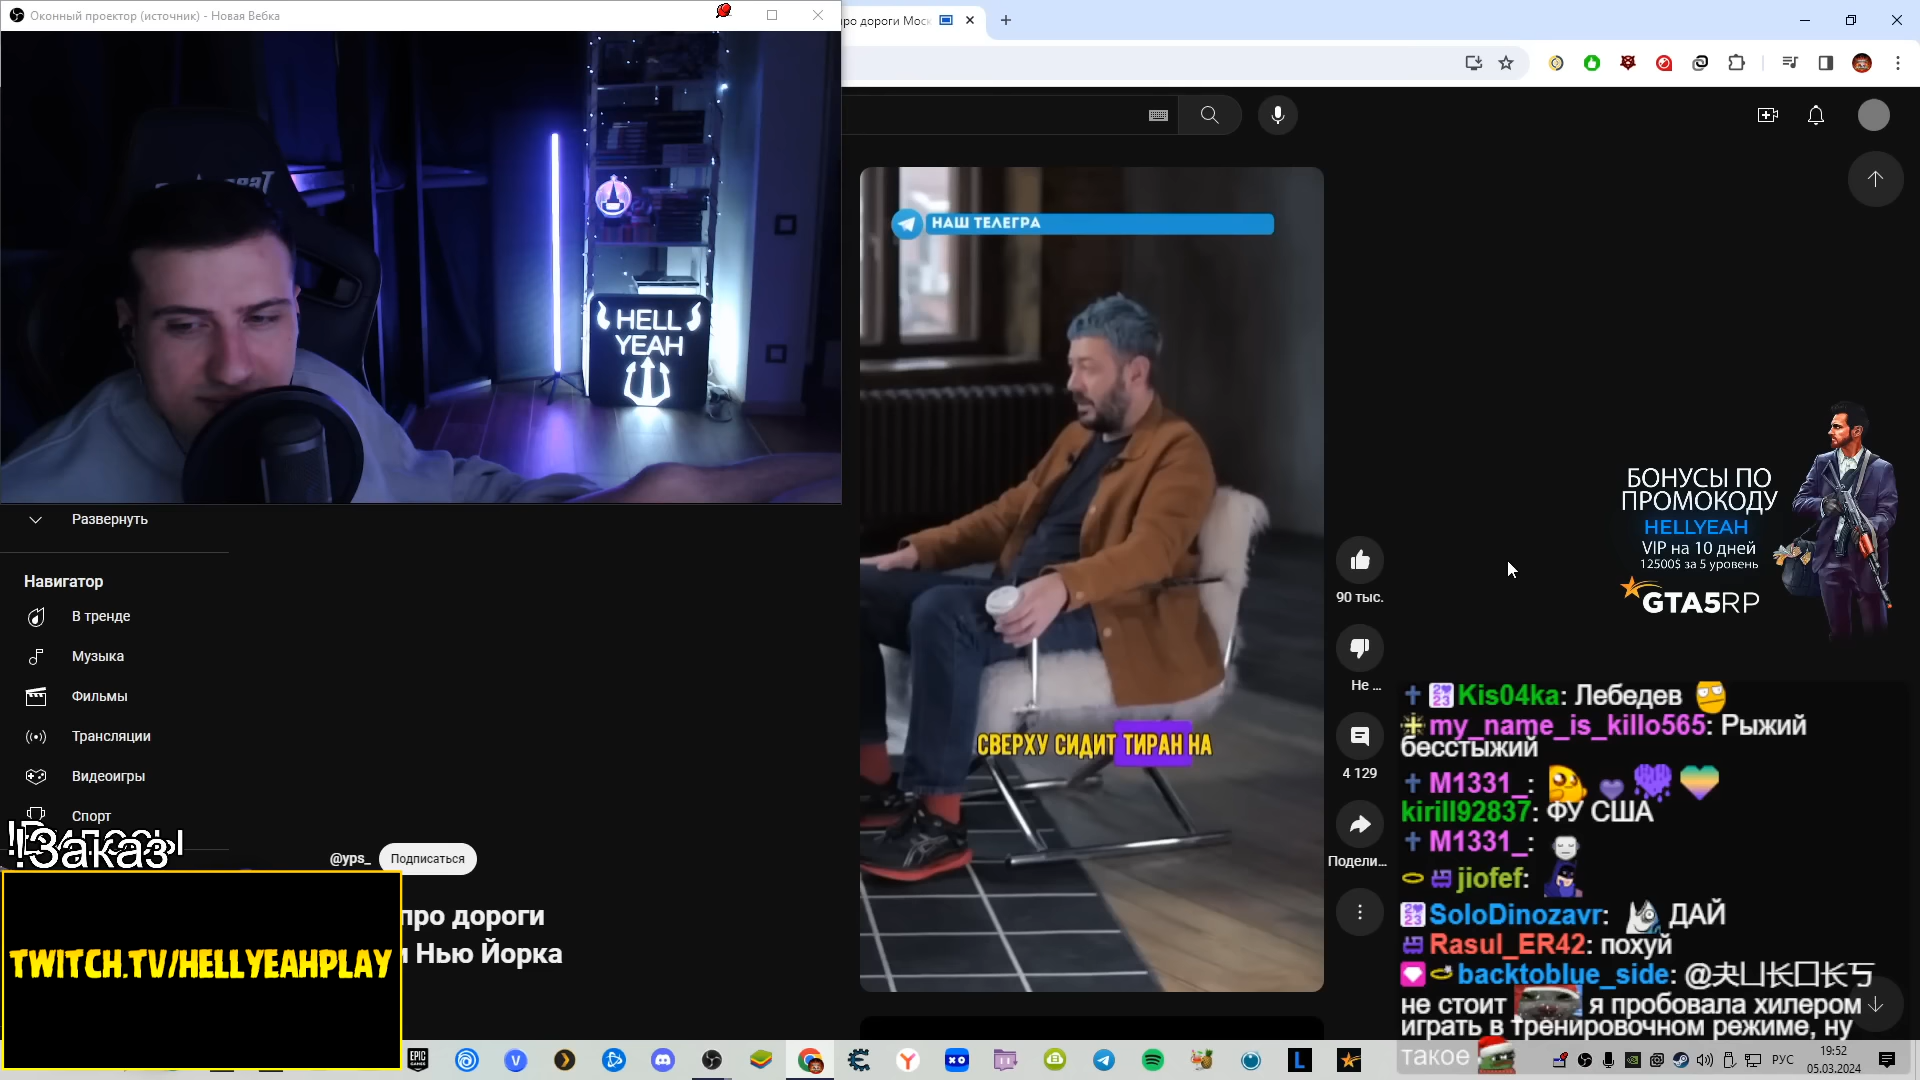 Оконный проектор (источник) - Новая Вебка
про дороги Моск
HELL
YEAH
НАШ ТЕЛЕГРА
СВЕРХУ СИДИТ ТИРАН НА
Развернуть
Навигатор
В тренде
Музыка
Фильмы
Трансляции
Видеоигры
Спорт
!Заказ
@yps_
Подписаться
про дороги
и Нью Йорка
TWITCH.TV/HELLYEAHPLAY
90 тыс.
Не ...
4 129
Подели...
БОНУСЫ ПО
ПРОМОКОДУ
HELLYEAH
VIP на 10 дней
12500$ за 5 уровень
GTA5RP
Kis04ka: Лебедев
my_name_is_killo565: Рыжий
бесстыжий
M1331_:
kirill92837: ФУ США
M1331_:
jiofef:
SoloDinozavr: ДАЙ
Rasul_ER42: похуй
backtoblue_side: @
не стоит я пробовала хилером
играть в тренировочном режиме, ну
такое
EPIC
GAMES
РУС
19:52
05.03.2024